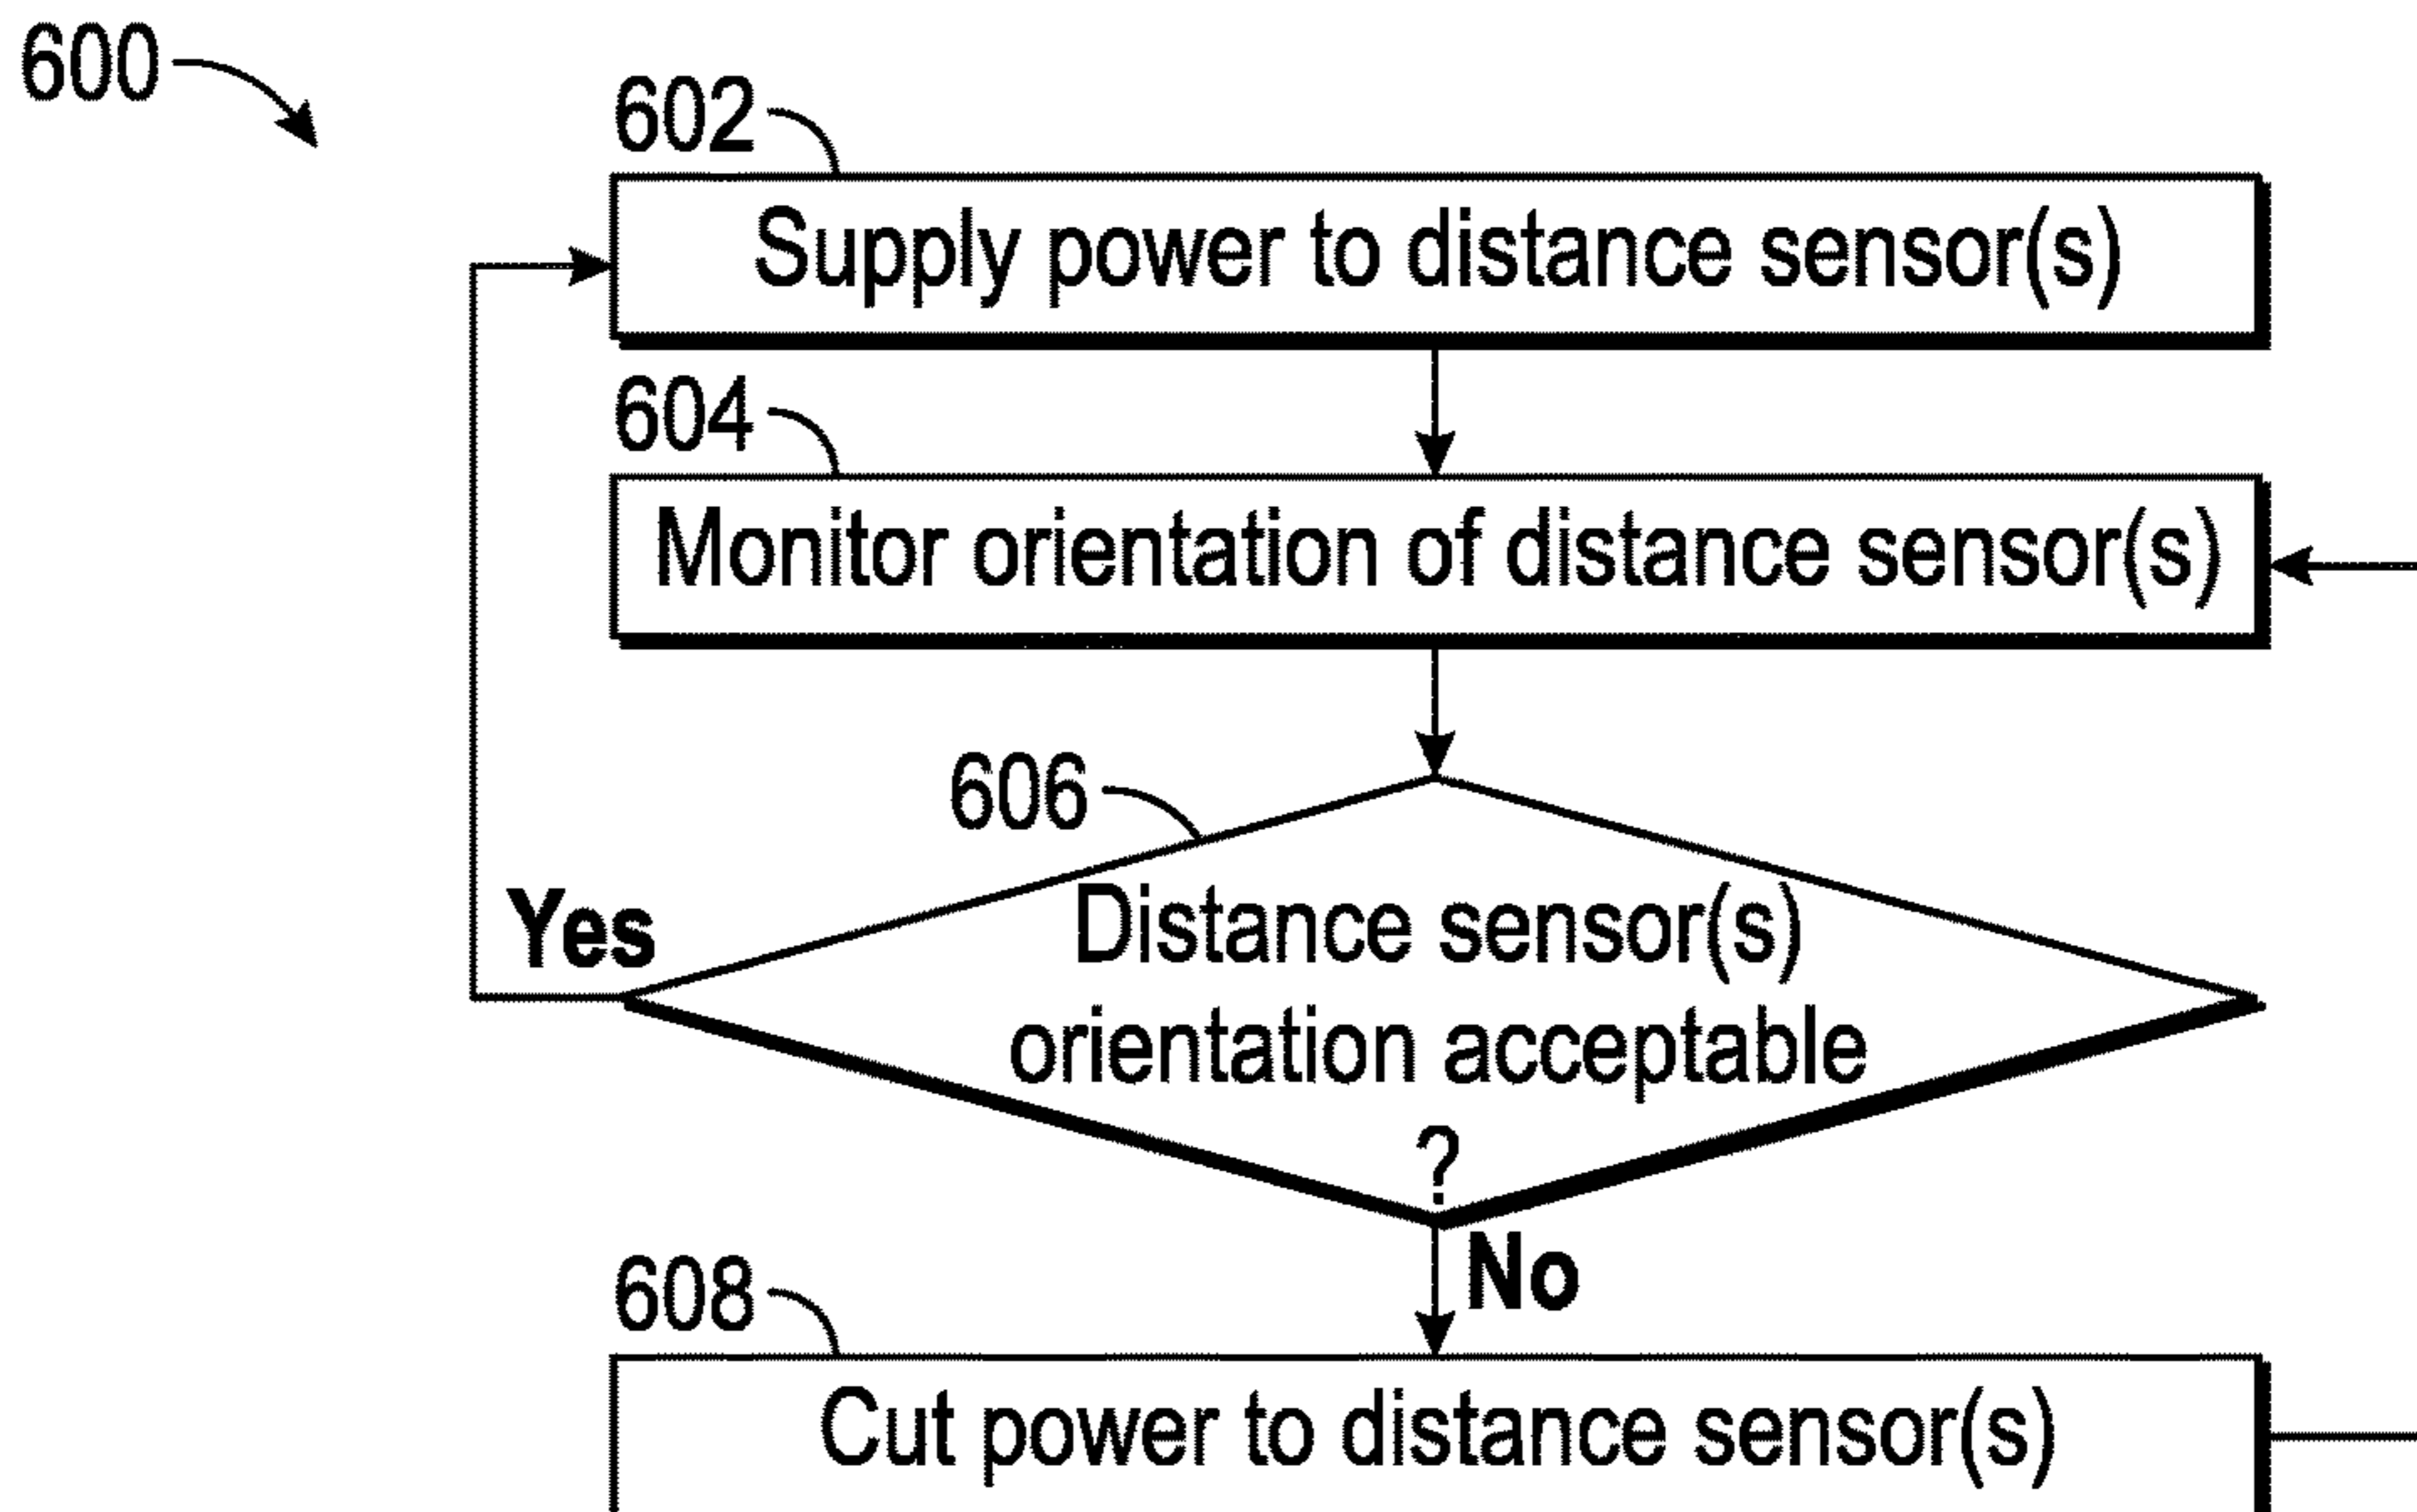 600
602
Supply power to distance sensor(s)
604
Monitor orientation of distance sensor(s)
606
Distance sensor(s)
orientation acceptable
?
Yes
No
608
Cut power to distance sensor(s)